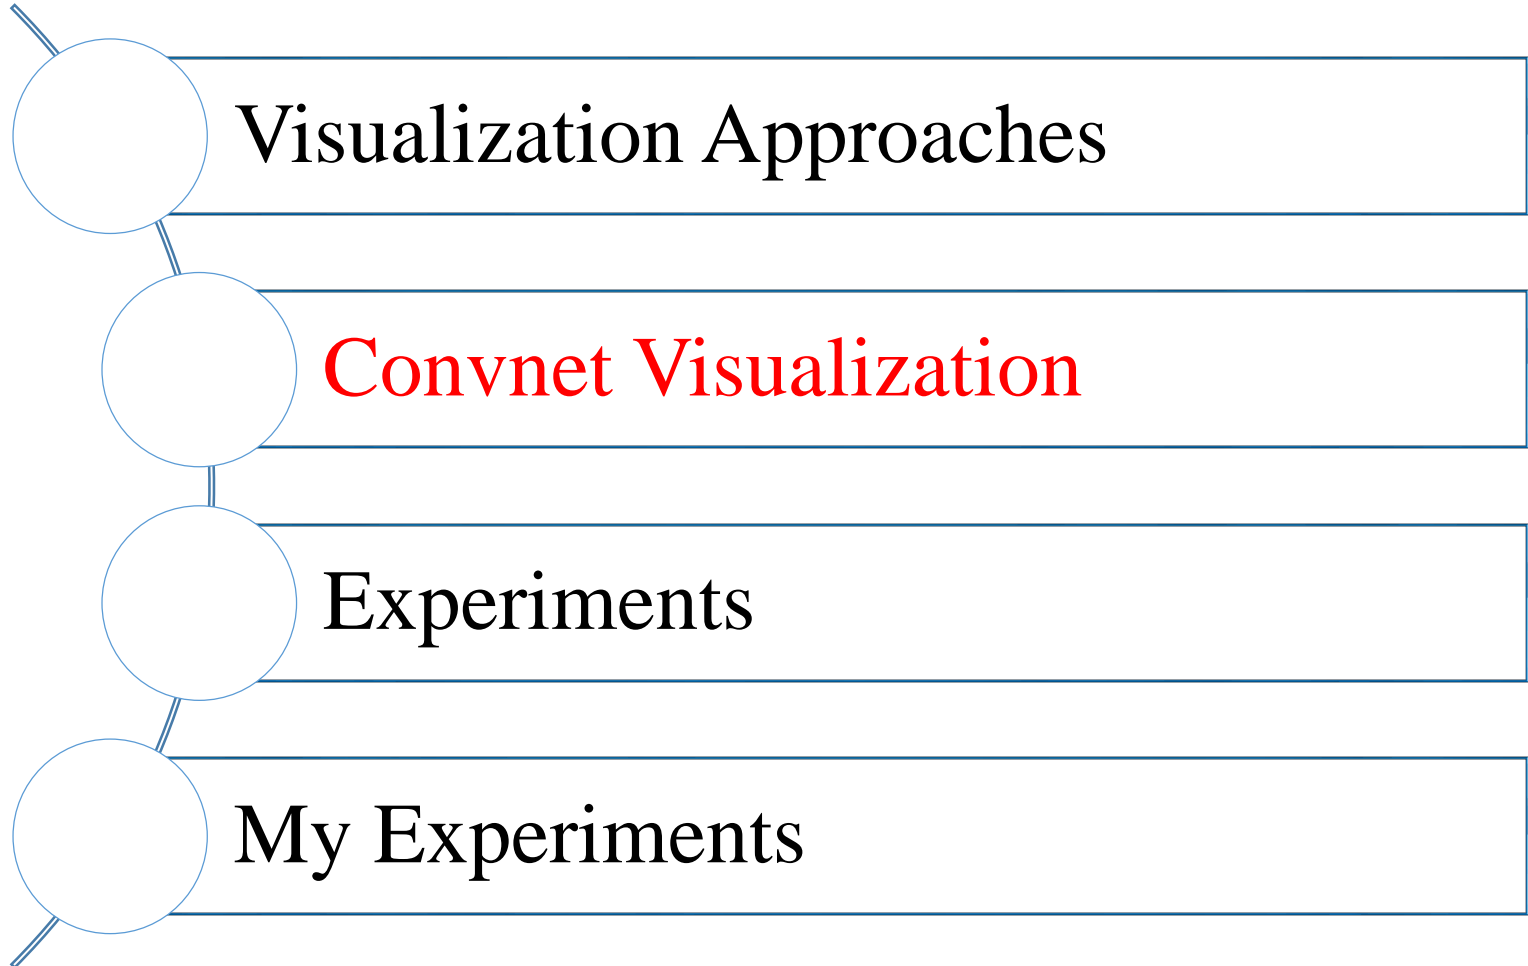 Visualization Approaches
Convnet Visualization
Experiments
My Experiments